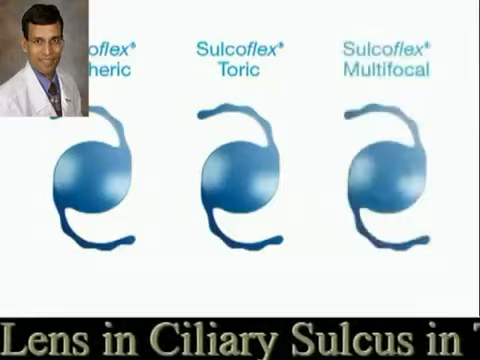 oflex® Sulcoflex® Sulcoflex®
heric Toric Multifocal
Lens in Ciliary Sulcus in